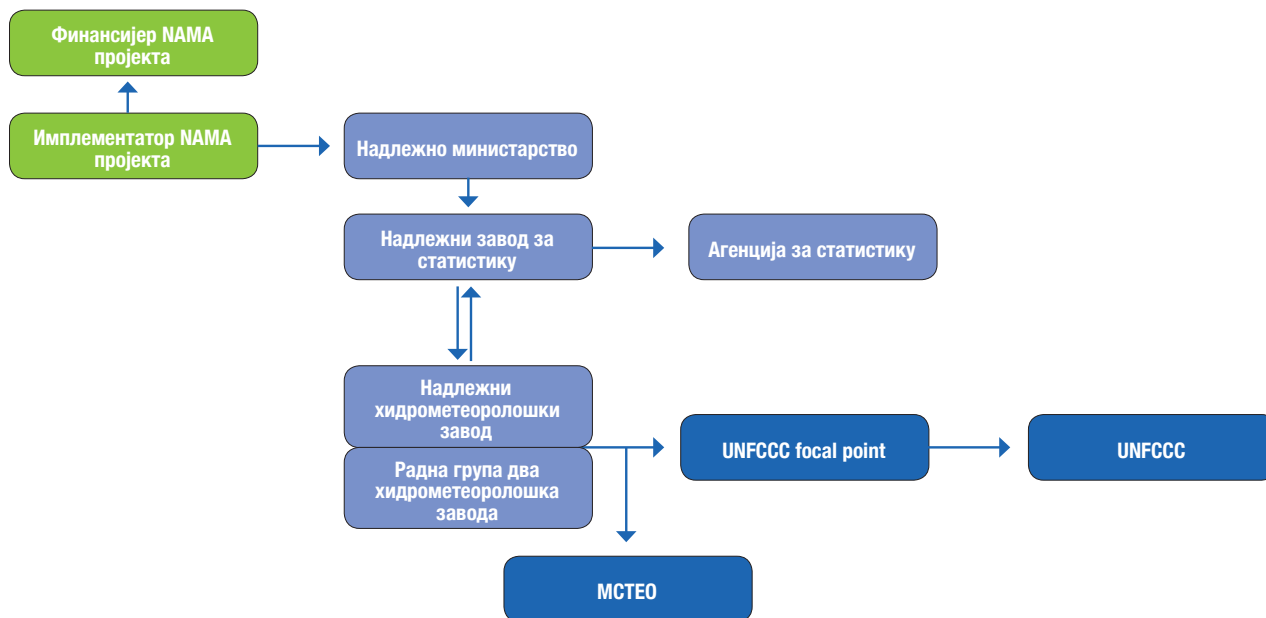 Финансијер NAMA
пројекта
Имплементатор NAMA
пројекта
Надлежно министарство
Надлежни завод за
статистику
Агенција за статистику
Надлежни
хидрометеоролошки
завод
Радна група два
хидрометеоролошка
завода
UNFCCC focal point
UNFCCC
МСТЕО